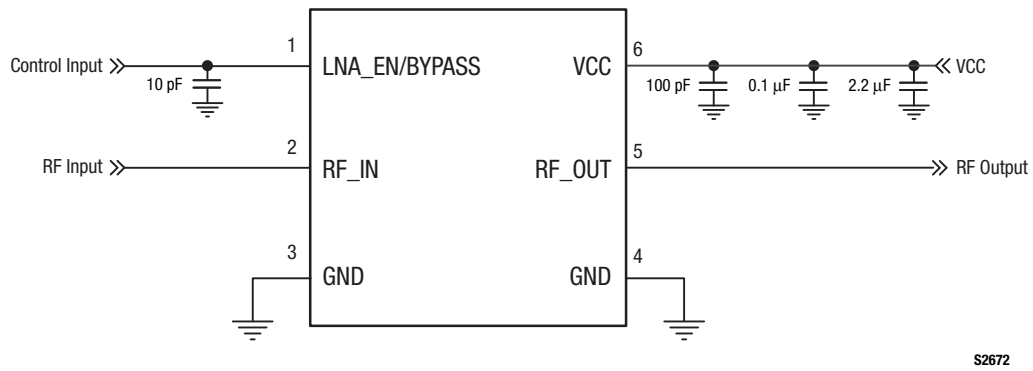 1
6
Control Input
LNA_EN/BYPASS
VCC
VCC
10 pF
100 pF
0.1 µF
2.2 µF
2
5
RF Input
RF_IN
RF_OUT
RF Output
3
4
GND
GND
S2672